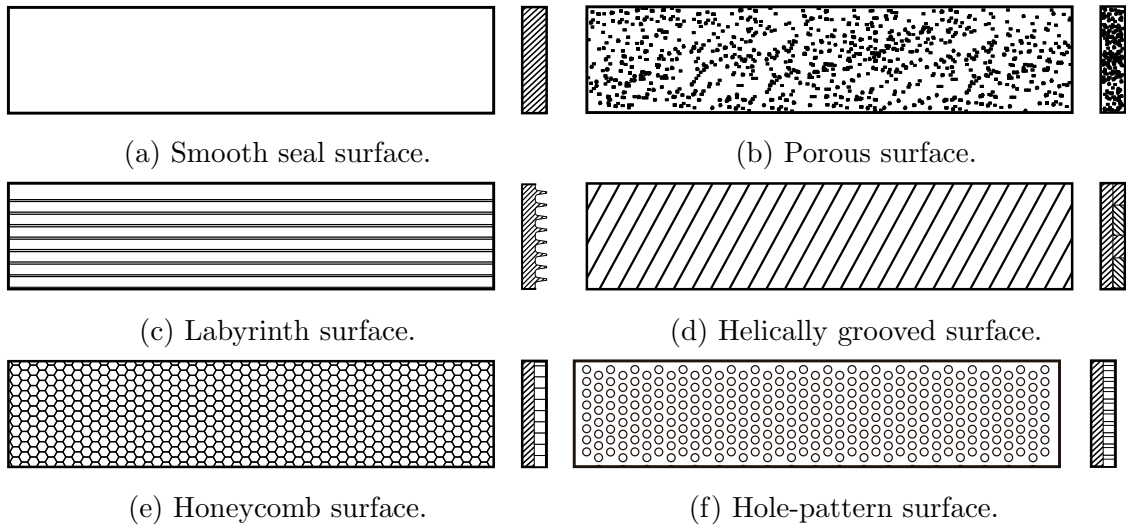 (a) Smooth seal surface.
(b) Porous surface.
(c) Labyrinth surface.
(d) Helically grooved surface.
(e) Honeycomb surface.
(f) Hole-pattern surface.